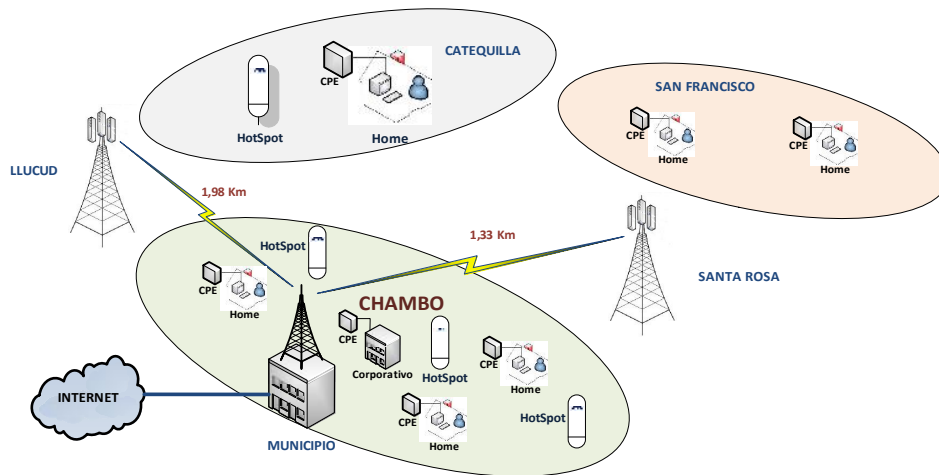 CATEQUILLA
CPE
HotSpot
Home
SAN FRANCISCO
CPE
Home
CPE
Home
LLUCUD
1,98 Km
1,33 Km
SANTA ROSA
HotSpot
CPE
Home
CHAMBO
CPE
Corporativo
HotSpot
CPE
Home
CPE
Home
HotSpot
INTERNET
MUNICIPIO